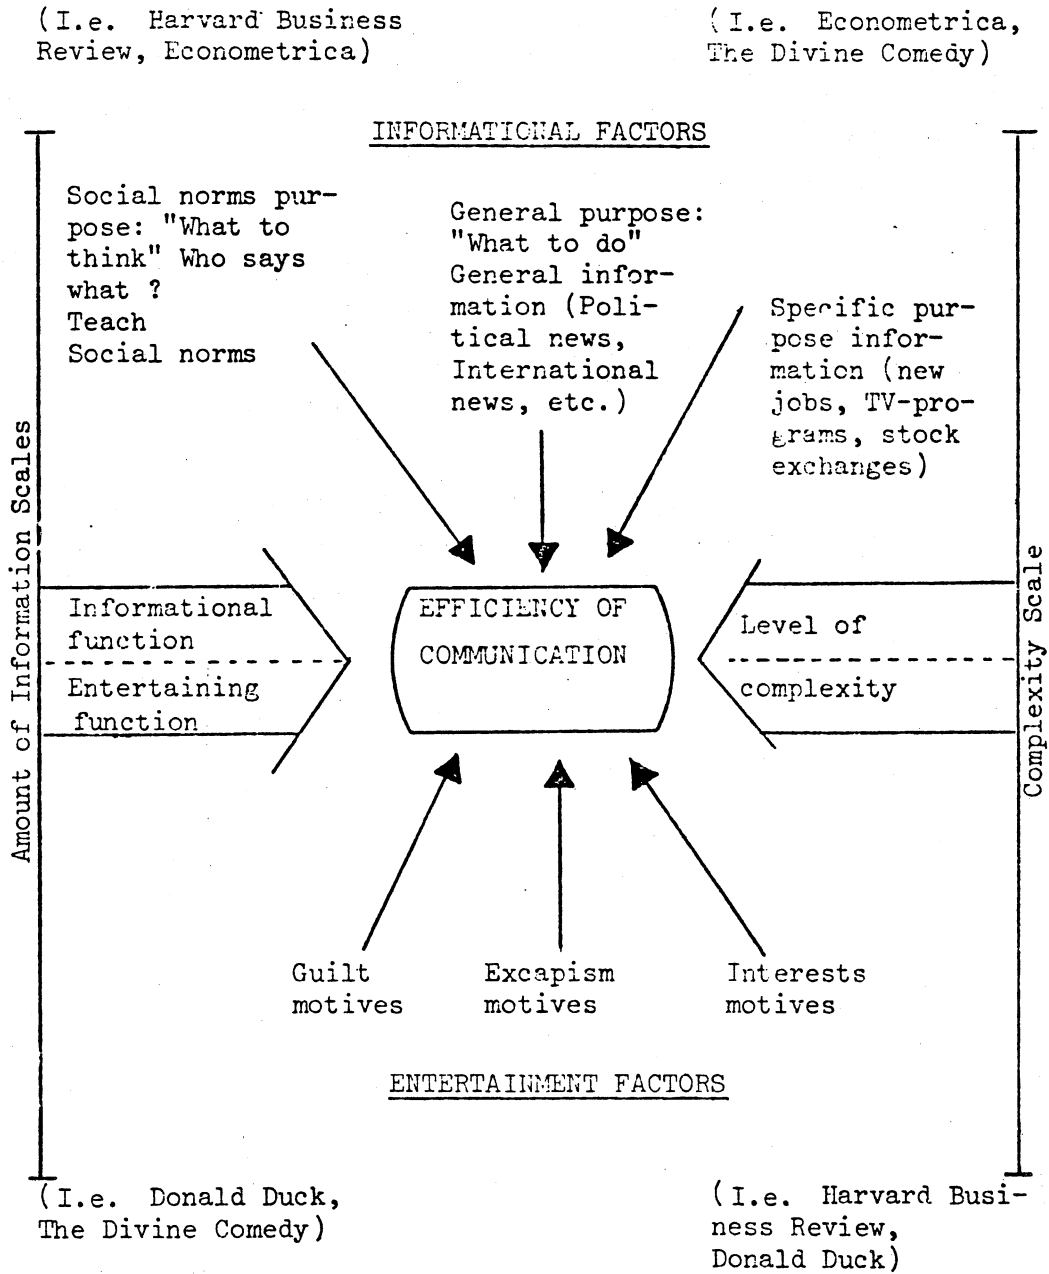 (I.e. Harvard Business
Review, Econometrica)
(I.e. Econometrica,
The Divine Comedy)
INFORMATIONAL FACTORS
Social norms pur-
pose: "What to
think" Who says
what ?
Teach
Social norms
General purpose:
"What to do"
General infor-
mation (Poli-
tical news,
International
news, etc.)
Specific pur-
pose infor-
mation (new
jobs, TV-pro-
grams, stock
exchanges)
Amount of Information Scales
Informational
function
Entertaining
function
EFFICIENCY OF
COMMUNICATION
Level of
complexity
Complexity Scale
Guilt
motives
Excapism
motives
Interests
motives
ENTERTAINMENT FACTORS
(I.e. Donald Duck,
The Divine Comedy)
(I.e. Harvard Busi-
ness Review,
Donald Duck)